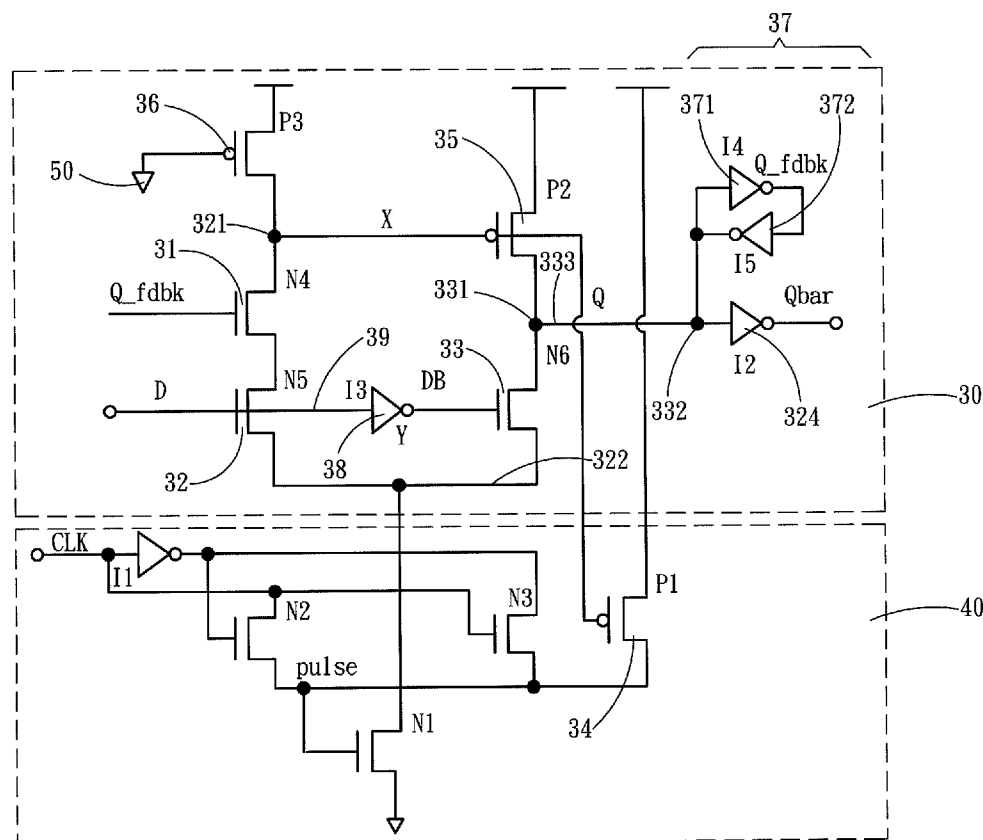 37
36
P3
371
372
35
I4
Q_fdbk
50
P2
321
X
31
I5
N4
333
Q_fdbk
331
Q
Qbar
39
33
N6
N5
I3
DB
I2
D
332
324
30
Y
38
322
32
CLK
I1
N2
N3
P1
40
pulse
N1
34